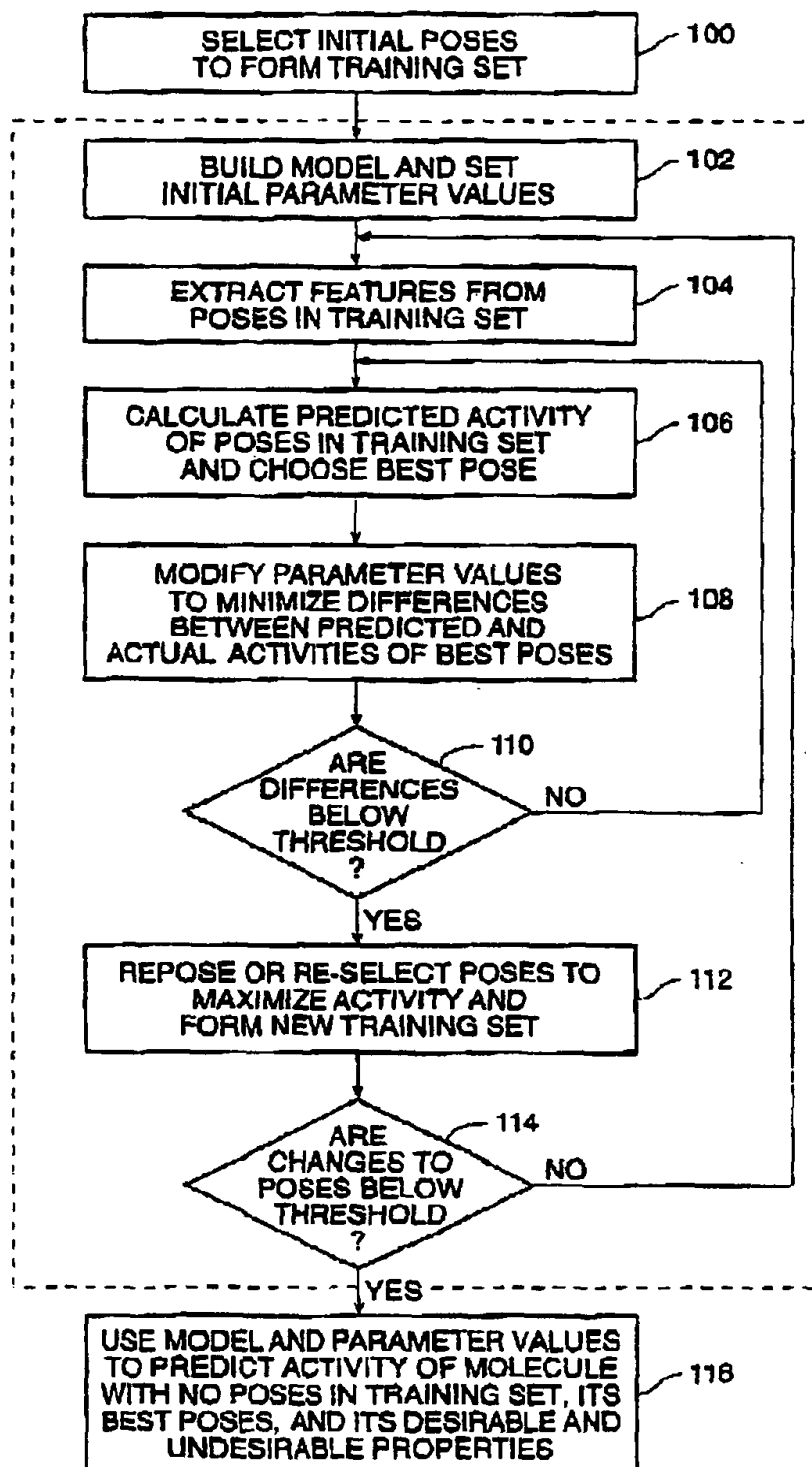 SELECT INITIAL POSES
TO FORM TRAINING SET
100
BUILD MODEL AND SET
INITIAL PARAMETER VALUES
102
EXTRACT FEATURES FROM
POSES IN TRAINING SET
104
CALCULATE PREDICTED ACTIVITY
OF POSES IN TRAINING SET
AND CHOOSE BEST POSE
106
MODIFY PARAMETER VALUES
TO MINIMIZE DIFFERENCES
BETWEEN PREDICTED AND
ACTUAL ACTIVITIES OF BEST POSES
108
ARE
DIFFERENCES
BELOW
THRESHOLD
?
110
NO
YES
REPOSE OR RE-SELECT POSES TO
MAXIMIZE ACTIVITY AND
FORM NEW TRAINING SET
112
ARE
CHANGES TO
POSES BELOW
THRESHOLD
?
114
NO
YES
USE MODEL AND PARAMETER VALUES
TO PREDICT ACTIVITY OF MOLECULE
WITH NO POSES IN TRAINING SET, ITS
BEST POSES, AND ITS DESIRABLE AND
UNDESIRABLE PROPERTIES
116